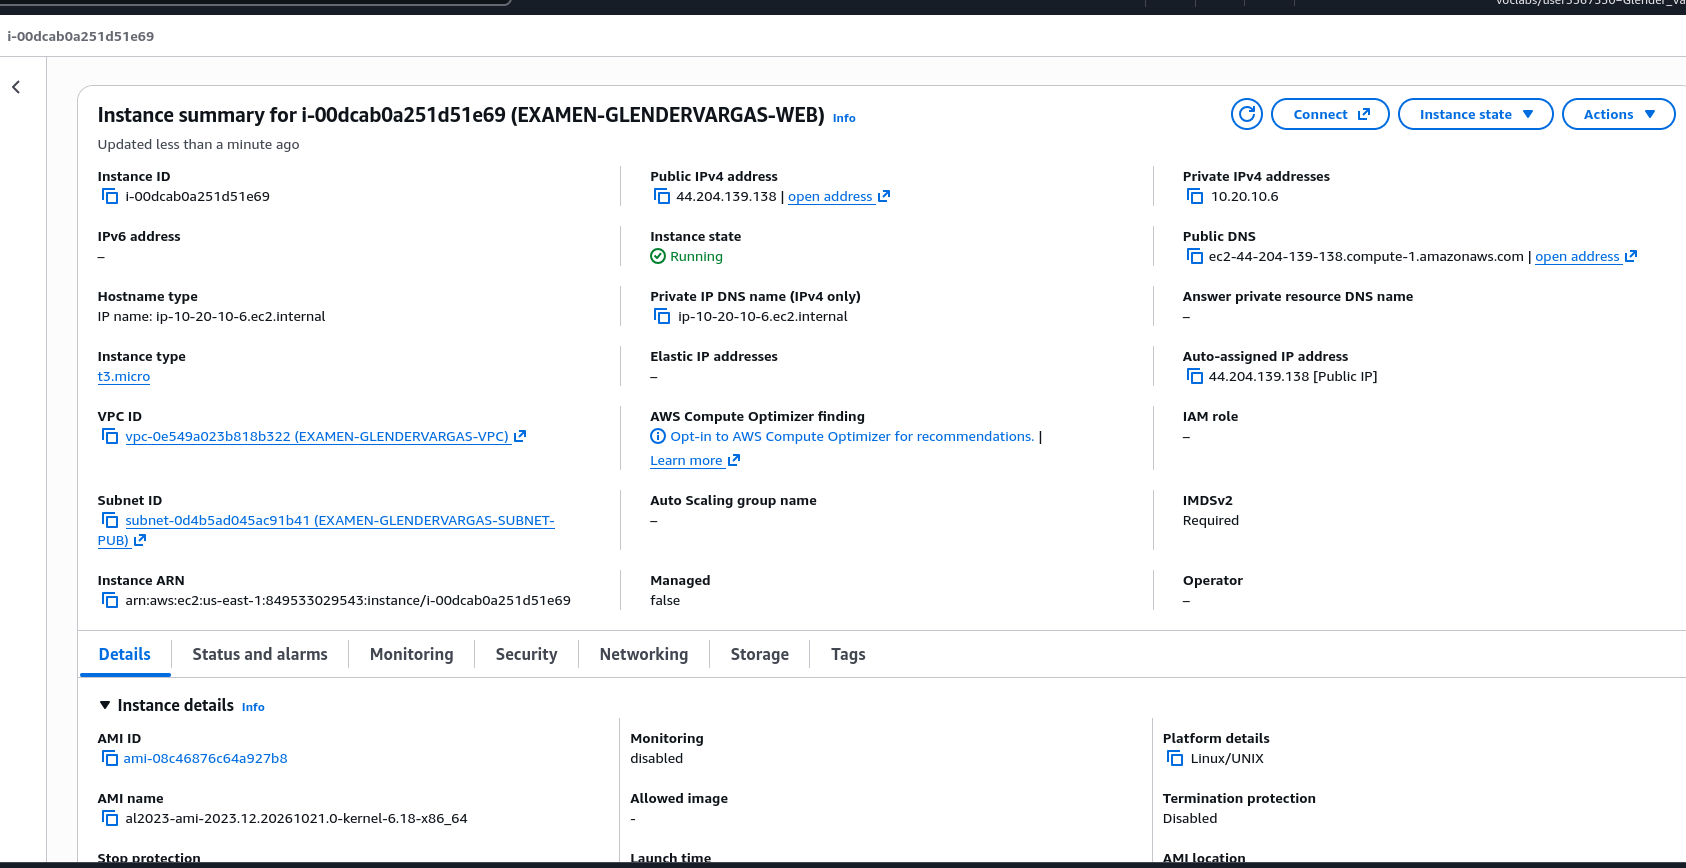 i-00dcab0a251d51e69
Instance summary for i-00dcab0a251d51e69 (EXAMEN-GLENDERVARGAS-WEB) Info
Connect
Instance state
Actions
Updated less than a minute ago
Instance ID
i-00dcab0a251d51e69
Public IPv4 address
44.204.139.138 | open address
Private IPv4 addresses
10.20.10.6
IPv6 address
–
Instance state
Running
Public DNS
ec2-44-204-139-138.compute-1.amazonaws.com | open address
Hostname type
IP name: ip-10-20-10-6.ec2.internal
Private IP DNS name (IPv4 only)
ip-10-20-10-6.ec2.internal
Answer private resource DNS name
–
Instance type
t3.micro
Elastic IP addresses
–
Auto-assigned IP address
44.204.139.138 [Public IP]
VPC ID
vpc-0e549a023b818b322 (EXAMEN-GLENDERVARGAS-VPC)
AWS Compute Optimizer finding
Opt-in to AWS Compute Optimizer for recommendations. |
Learn more
IAM role
–
Subnet ID
subnet-0d4b5ad045ac91b41 (EXAMEN-GLENDERVARGAS-SUBNET-
PUB)
Auto Scaling group name
–
IMDSv2
Required
Instance ARN
arn:aws:ec2:us-east-1:849533029543:instance/i-00dcab0a251d51e69
Managed
false
Operator
–
Details
Status and alarms
Monitoring
Security
Networking
Storage
Tags
Instance details Info
AMI ID
ami-08c46876c64a927b8
Monitoring
disabled
Platform details
Linux/UNIX
AMI name
al2023-ami-2023.12.20261021.0-kernel-6.18-x86_64
Allowed image
-
Termination protection
Disabled
Stop protection
Launch time
AMI location